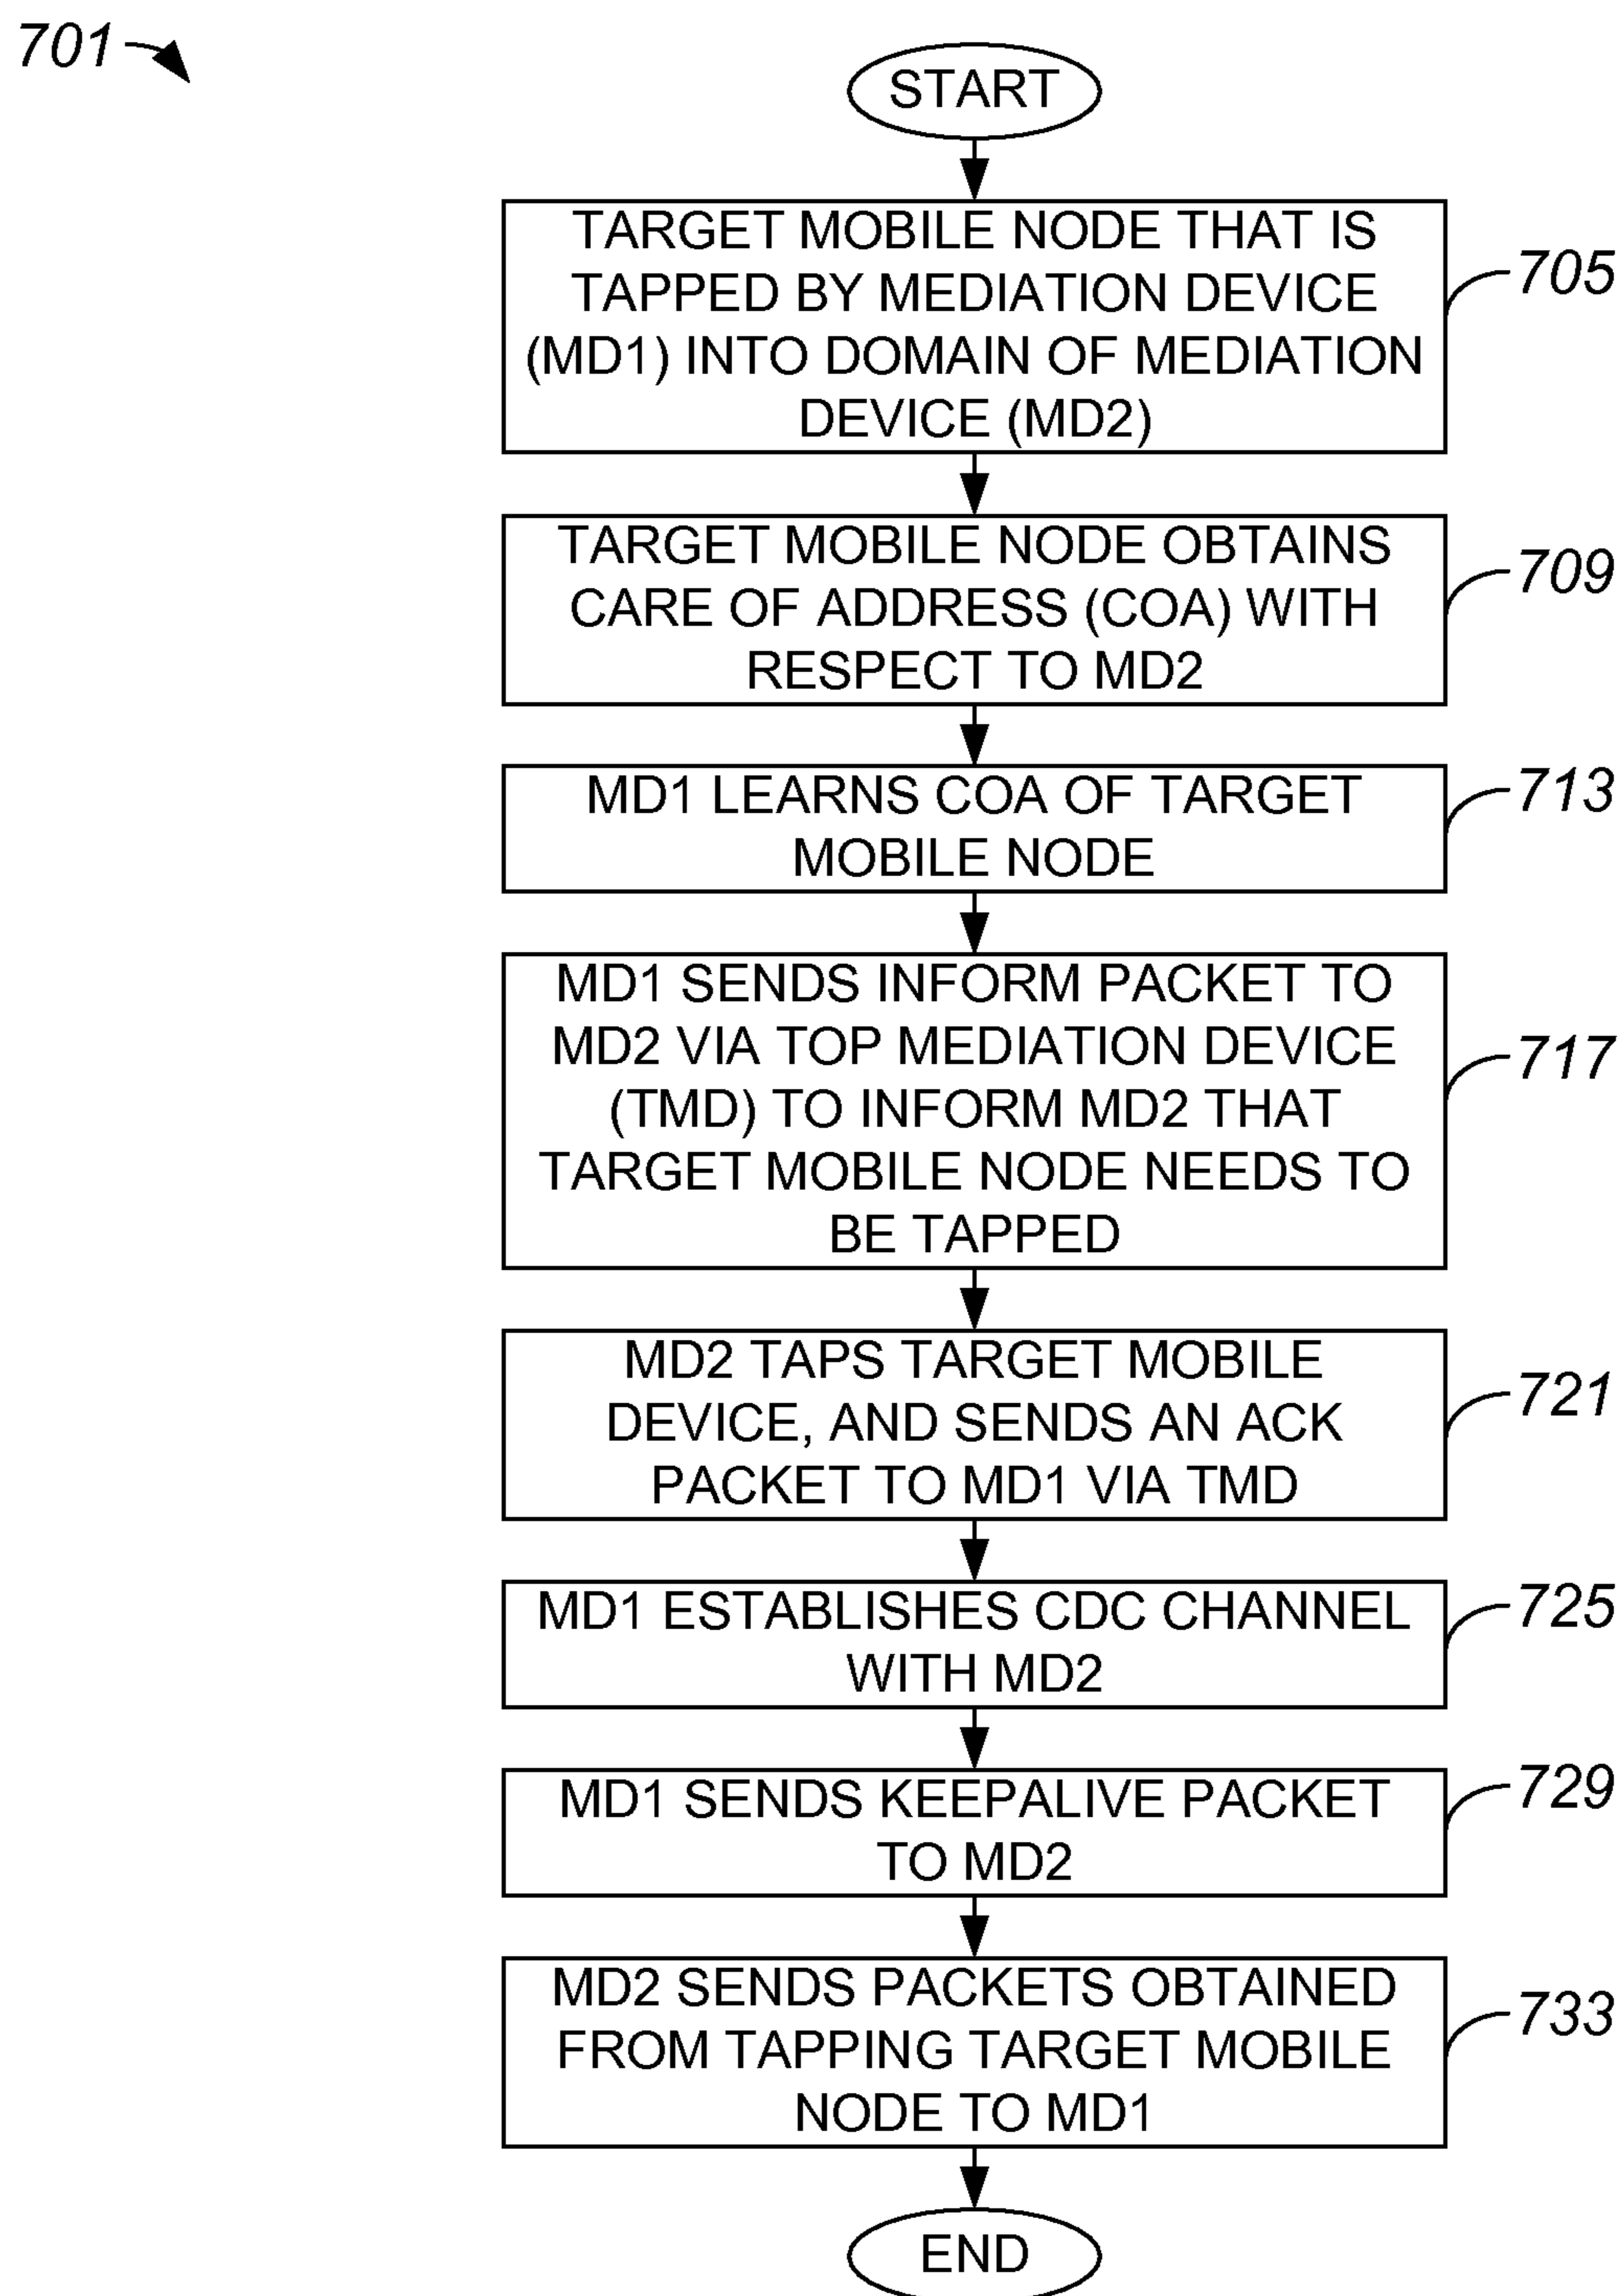 701
START
TARGET MOBILE NODE THAT IS
TAPPED BY MEDIATION DEVICE
(MD1) INTO DOMAIN OF MEDIATION
DEVICE (MD2)
705
TARGET MOBILE NODE OBTAINS
CARE OF ADDRESS (COA) WITH
RESPECT TO MD2
709
MD1 LEARNS COA OF TARGET
MOBILE NODE
713
MD1 SENDS INFORM PACKET TO
MD2 VIA TOP MEDIATION DEVICE
(TMD) TO INFORM MD2 THAT
TARGET MOBILE NODE NEEDS TO
BE TAPPED
717
MD2 TAPS TARGET MOBILE
DEVICE, AND SENDS AN ACK
PACKET TO MD1 VIA TMD
721
MD1 ESTABLISHES CDC CHANNEL
WITH MD2
725
MD1 SENDS KEEPALIVE PACKET
TO MD2
729
MD2 SENDS PACKETS OBTAINED
FROM TAPPING TARGET MOBILE
NODE TO MD1
733
END